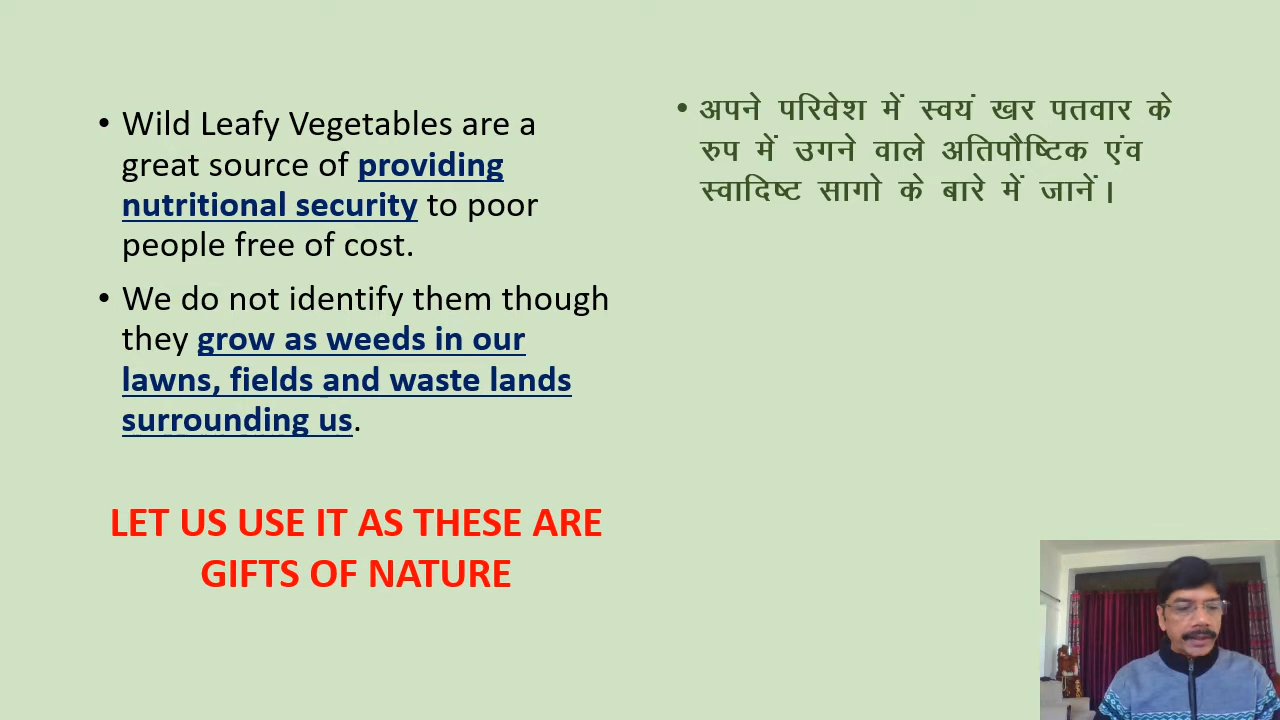 • Wild Leafy Vegetables are a
great source of providing
nutritional security to poor
people free of cost.
• We do not identify them though
they grow as weeds in our
lawns, fields and waste lands
surrounding us.
LET US USE IT AS THESE ARE
GIFTS OF NATURE
• अपने परिवेश में स्वयं खर पतवार के
रुप में उगने वाले अतिपौष्टिक एंव
स्वादिष्ट सागो के बारे में जानें।